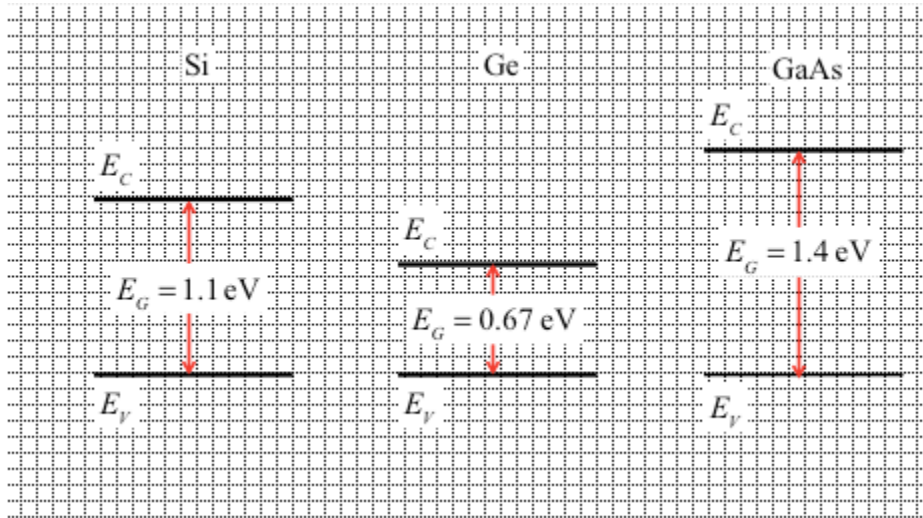 Si
Ge
GaAs
E_C
E_C
E_C
E_G = 1.1 eV
E_G = 0.67 eV
E_G = 1.4 eV
E_V
E_V
E_V